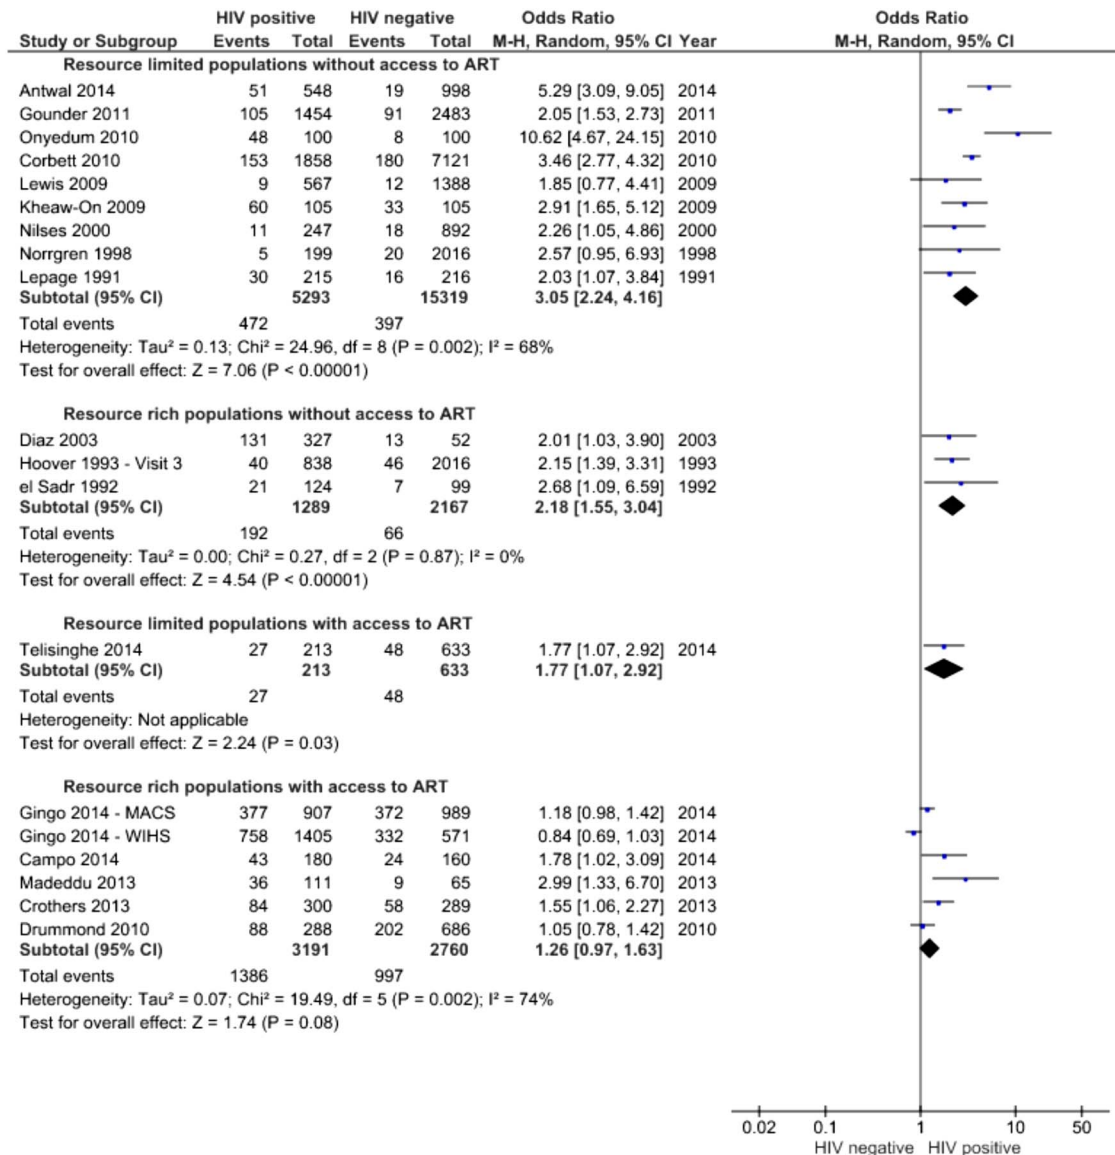 HIV positive HIV negative Odds Ratio Odds Ratio
Study or Subgroup Events Total Events Total M-H, Random, 95% CI Year M-H, Random, 95% CI
Resource limited populations without access to ART
Antwal 2014 51 548 19 998 5.29 [3.09, 9.05] 2014
Gounder 2011 105 1454 91 2483 2.05 [1.53, 2.73] 2011
Onyedum 2010 48 100 8 100 10.62 [4.67, 24.15] 2010
Corbett 2010 153 1858 180 7121 3.46 [2.77, 4.32] 2010
Lewis 2009 9 567 12 1388 1.85 [0.77, 4.41] 2009
Kheaw-On 2009 60 105 33 105 2.91 [1.65, 5.12] 2009
Nilses 2000 11 247 18 892 2.26 [1.05, 4.86] 2000
Norrgren 1998 5 199 20 2016 2.57 [0.95, 6.93] 1998
Lepage 1991 30 215 16 216 2.03 [1.07, 3.84] 1991
Subtotal (95% CI) 5293 15319 3.05 [2.24, 4.16]
Total events 472 397
Heterogeneity: Tau² = 0.13; Chi² = 24.96, df = 8 (P = 0.002); I² = 68%
Test for overall effect: Z = 7.06 (P < 0.00001)
Resource rich populations without access to ART
Diaz 2003 131 327 13 52 2.01 [1.03, 3.90] 2003
Hoover 1993 - Visit 3 40 838 46 2016 2.15 [1.39, 3.31] 1993
el Sadr 1992 21 124 7 99 2.68 [1.09, 6.59] 1992
Subtotal (95% CI) 1289 2167 2.18 [1.55, 3.04]
Total events 192 66
Heterogeneity: Tau² = 0.00; Chi² = 0.27, df = 2 (P = 0.87); I² = 0%
Test for overall effect: Z = 4.54 (P < 0.00001)
Resource limited populations with access to ART
Telisinghe 2014 27 213 48 633 1.77 [1.07, 2.92] 2014
Subtotal (95% CI) 213 633 1.77 [1.07, 2.92]
Total events 27 48
Heterogeneity: Not applicable
Test for overall effect: Z = 2.24 (P = 0.03)
Resource rich populations with access to ART
Gingo 2014 - MACS 377 907 372 989 1.18 [0.98, 1.42] 2014
Gingo 2014 - WIHS 758 1405 332 571 0.84 [0.69, 1.03] 2014
Campo 2014 43 180 24 160 1.78 [1.02, 3.09] 2014
Madeddu 2013 36 111 9 65 2.99 [1.33, 6.70] 2013
Crothers 2013 84 300 58 289 1.55 [1.06, 2.27] 2013
Drummond 2010 88 288 202 686 1.05 [0.78, 1.42] 2010
Subtotal (95% CI) 3191 2760 1.26 [0.97, 1.63]
Total events 1386 997
Heterogeneity: Tau² = 0.07; Chi² = 19.49, df = 5 (P = 0.002); I² = 74%
Test for overall effect: Z = 1.74 (P = 0.08)
0.02 0.1 1 10 50
HIV negative HIV positive